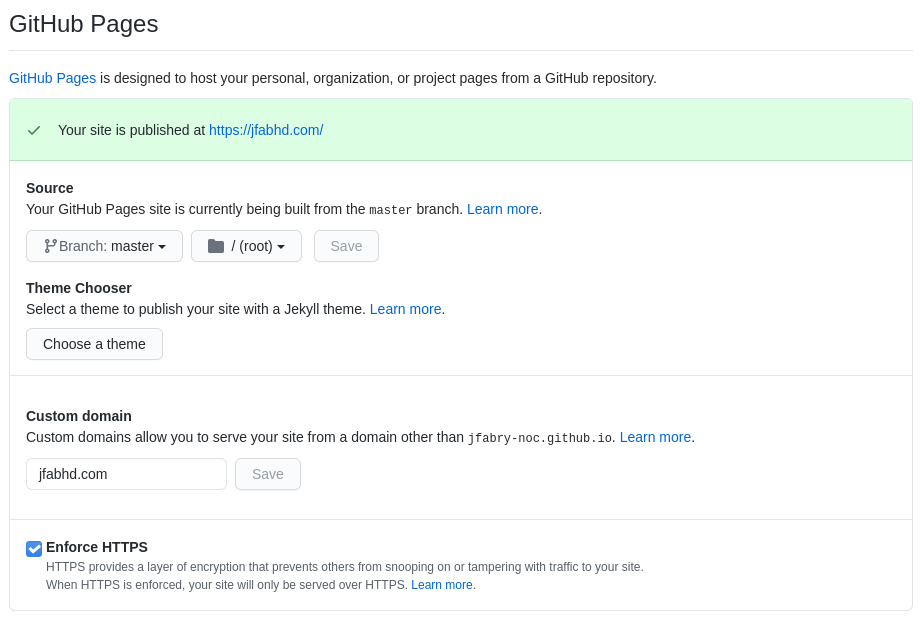 GitHub Pages
GitHub Pages is designed to host your personal, organization, or project pages from a GitHub repository.
Your site is published at https://jfabhd.com/
Source
Your GitHub Pages site is currently being built from the master branch. Learn more.
Branch: master
/ (root)
Save
Theme Chooser
Select a theme to publish your site with a Jekyll theme. Learn more.
Choose a theme
Custom domain
Custom domains allow you to serve your site from a domain other than jfabry-noc.github.io. Learn more.
jfabhd.com
Save
Enforce HTTPS
HTTPS provides a layer of encryption that prevents others from snooping on or tampering with traffic to your site.
When HTTPS is enforced, your site will only be served over HTTPS. Learn more.